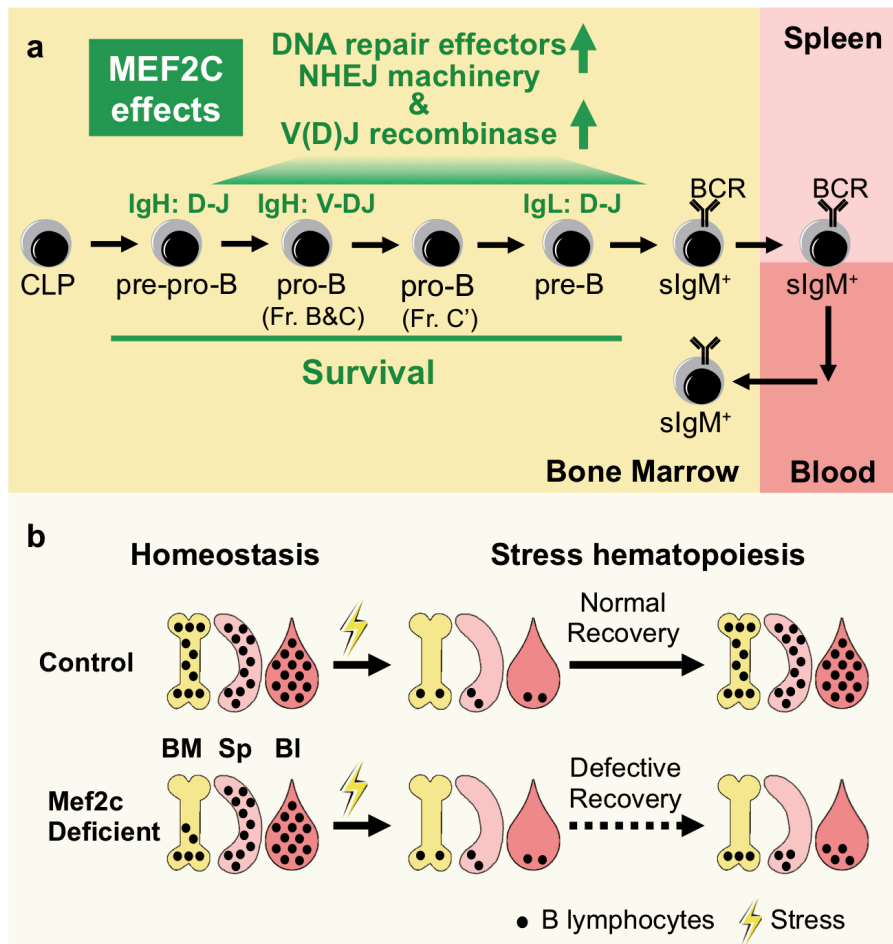 a
MEF2C
effects
DNA repair effectors
NHEJ machinery
&
V(D)J recombinase
Spleen
IgH: D-J
IgH: V-DJ
IgL: D-J
BCR
BCR
CLP
pre-pro-B
pro-B
(Fr. B&C)
pro-B
(Fr. C’)
pre-B
sIgM⁺
sIgM⁺
Survival
sIgM⁺
Bone Marrow
Blood
b
Homeostasis
Stress hematopoiesis
Control
Normal
Recovery
BM
Sp
Bl
Mef2c
Deficient
Defective
Recovery
B lymphocytes
Stress